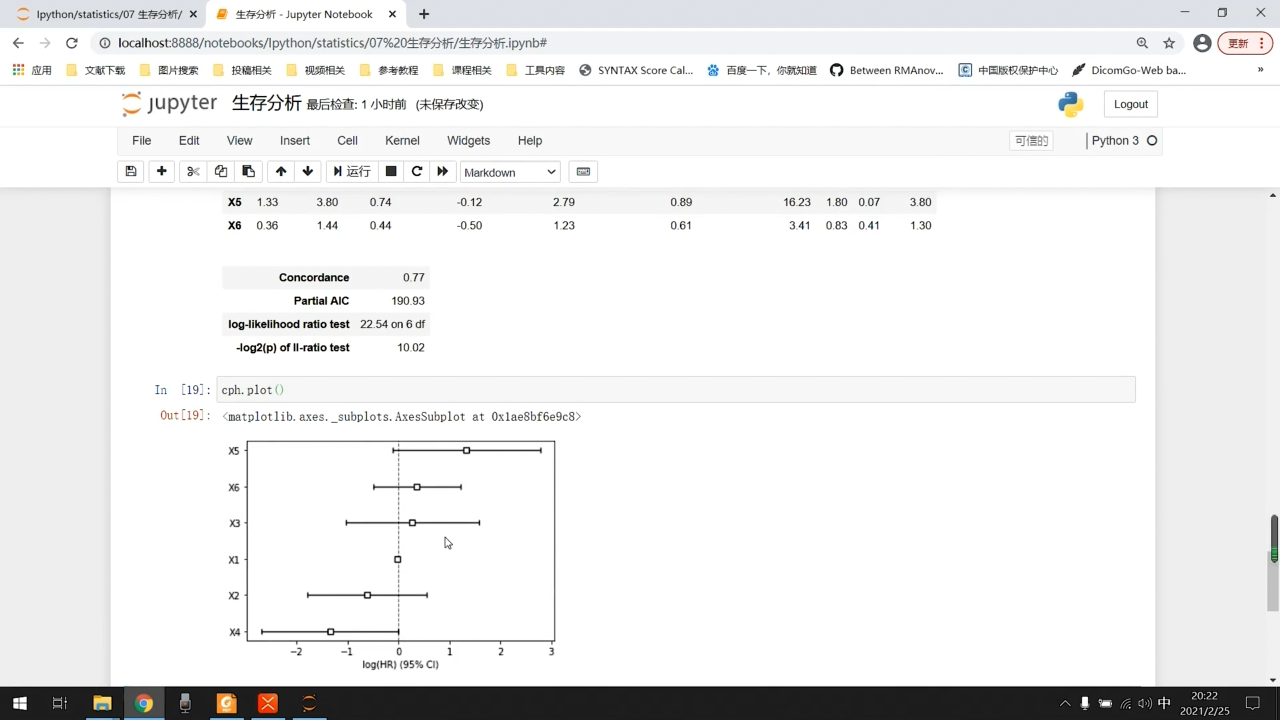 Ipython/statistics/07 生存分析/
生存分析 - Jupyter Notebook
localhost:8888/notebooks/Ipython/statistics/07%20生存分析/生存分析.ipynb#
更新
应用 文献下载 图片搜索 投稿相关 视频相关 参考教程 课程相关 工具内容 SYNTAX Score Cal... 百度一下，你就知道 Between RMAnov... 中国版权保护中心 DicomGo-Web ba... »
jupyter 生存分析 最后检查: 1 小时前 (未保存改变) Logout
File Edit View Insert Cell Kernel Widgets Help 可信的 Python 3
运行 Markdown
X5 1.33 3.80 0.74 -0.12 2.79 0.89 16.23 1.80 0.07 3.80
X6 0.36 1.44 0.44 -0.50 1.23 0.61 3.41 0.83 0.41 1.30
Concordance 0.77
Partial AIC 190.93
log-likelihood ratio test 22.54 on 6 df
-log2(p) of ll-ratio test 10.02
In [19]: cph.plot()
Out[19]: <matplotlib.axes._subplots.AxesSubplot at 0x1ae8bf6e9c8>
X5
X6
X3
X1
X2
X4
−2 −1 0 1 2 3
log(HR) (95% CI)
中
20:22
2021/2/25